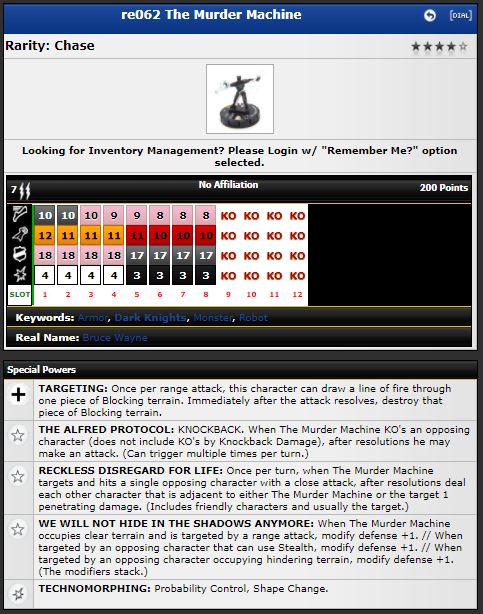 re062 The Murder Machine
[DIAL]
Rarity: Chase
Looking for Inventory Management? Please Login w/ "Remember Me?" option
selected.
7 No Affiliation 200 Points
10 10 10 9 9 8 8 8 KO KO KO KO
12 11 11 11 11 10 10 10 KO KO KO KO
18 18 18 18 17 17 17 17 KO KO KO KO
4 4 4 4 3 3 3 3 KO KO KO KO
SLOT 1 2 3 4 5 6 7 8 9 10 11 12
Keywords: Armor, Dark Knights, Monster, Robot
Real Name: Bruce Wayne
Special Powers
TARGETING: Once per range attack, this character can draw a line of fire through
one piece of Blocking terrain. Immediately after the attack resolves, destroy that
piece of Blocking terrain.
THE ALFRED PROTOCOL: KNOCKBACK. When The Murder Machine KO's an opposing
character (does not include KO's by Knockback Damage), after resolutions he may
make an attack. (Can trigger multiple times per turn.)
RECKLESS DISREGARD FOR LIFE: Once per turn, when The Murder Machine
targets and hits a single opposing character with a close attack, after resolutions deal
each other character that is adjacent to either The Murder Machine or the target 1
penetrating damage. (Includes friendly characters and usually the target.)
WE WILL NOT HIDE IN THE SHADOWS ANYMORE: When The Murder Machine
occupies clear terrain and is targeted by a range attack, modify defense +1. // When
targeted by an opposing character that can use Stealth, modify defense +1. // When
targeted by an opposing character occupying hindering terrain, modify defense +1.
(The modifiers stack.)
TECHNOMORPHING: Probability Control, Shape Change.